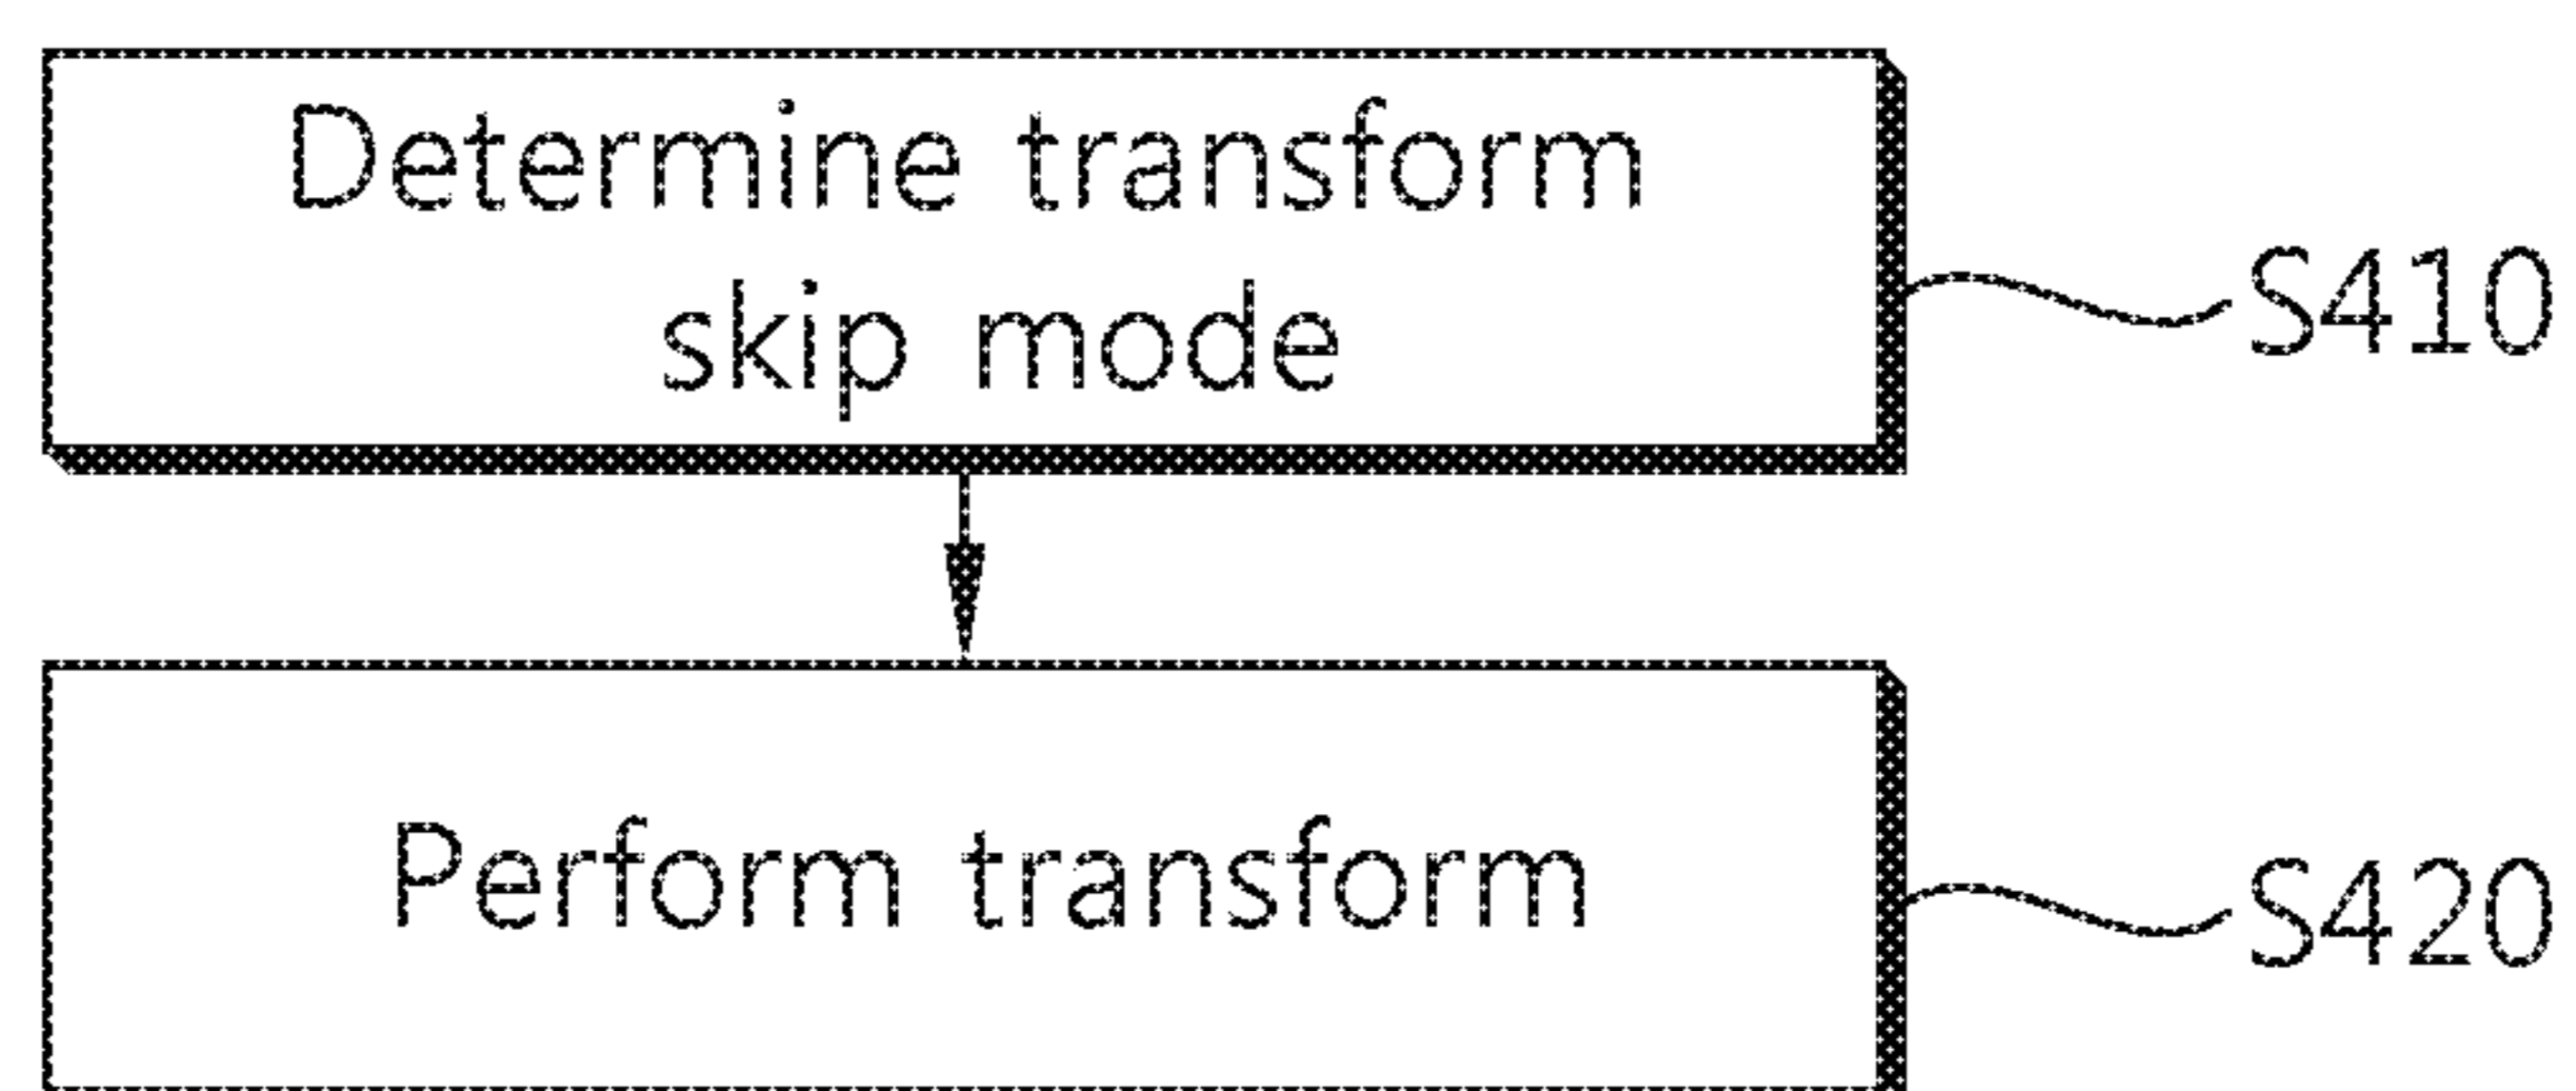 Determine transform
skip mode
S410
Perform transform
S420